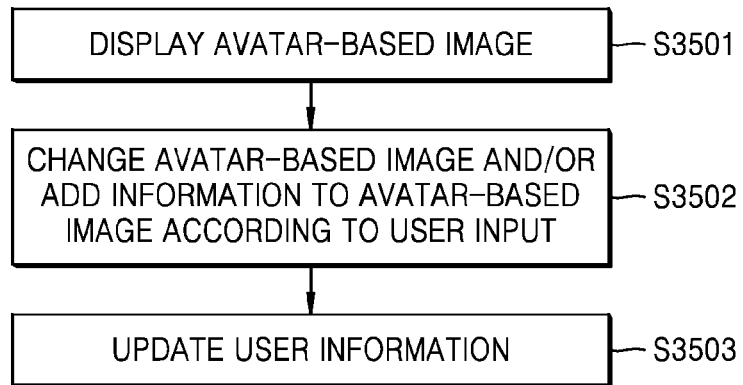 DISPLAY AVATAR-BASED IMAGE S3501
CHANGE AVATAR-BASED IMAGE AND/OR
ADD INFORMATION TO AVATAR-BASED S3502
IMAGE ACCORDING TO USER INPUT
UPDATE USER INFORMATION S3503